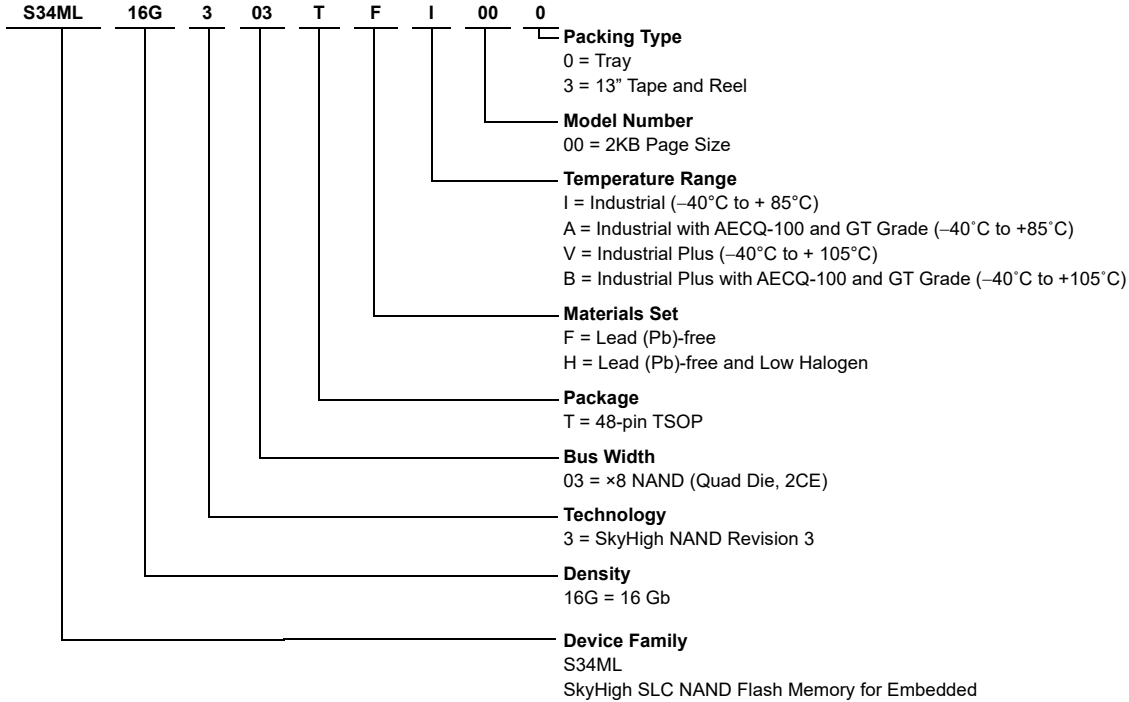 S34ML 16G 3 03 T F I 00 0
Packing Type
0 = Tray
3 = 13” Tape and Reel
Model Number
00 = 2KB Page Size
Temperature Range
I = Industrial (–40°C to + 85°C)
A = Industrial with AECQ-100 and GT Grade (–40˚C to +85˚C)
V = Industrial Plus (–40°C to + 105°C)
B = Industrial Plus with AECQ-100 and GT Grade (–40˚C to +105˚C)
Materials Set
F = Lead (Pb)-free
H = Lead (Pb)-free and Low Halogen
Package
T = 48-pin TSOP
Bus Width
03 = ×8 NAND (Quad Die, 2CE)
Technology
3 = SkyHigh NAND Revision 3
Density
16G = 16 Gb
Device Family
S34ML
SkyHigh SLC NAND Flash Memory for Embedded